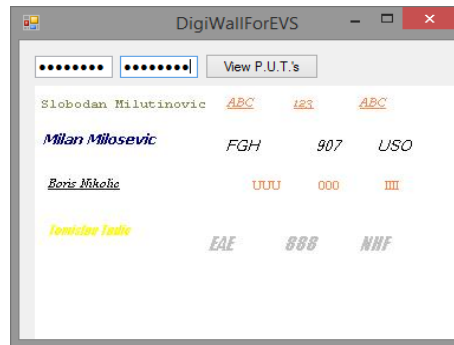 DigiWallForEVS
●●●●●●●● ●●●●●●●●● View P.U.T.'s
Slobodan Milutinovic ABC 123 ABC
Milan Milosevic FGH 907 USO
Boris Nikolic UUU 000 IIII
Tomislav Tadic EAE 888 NHF